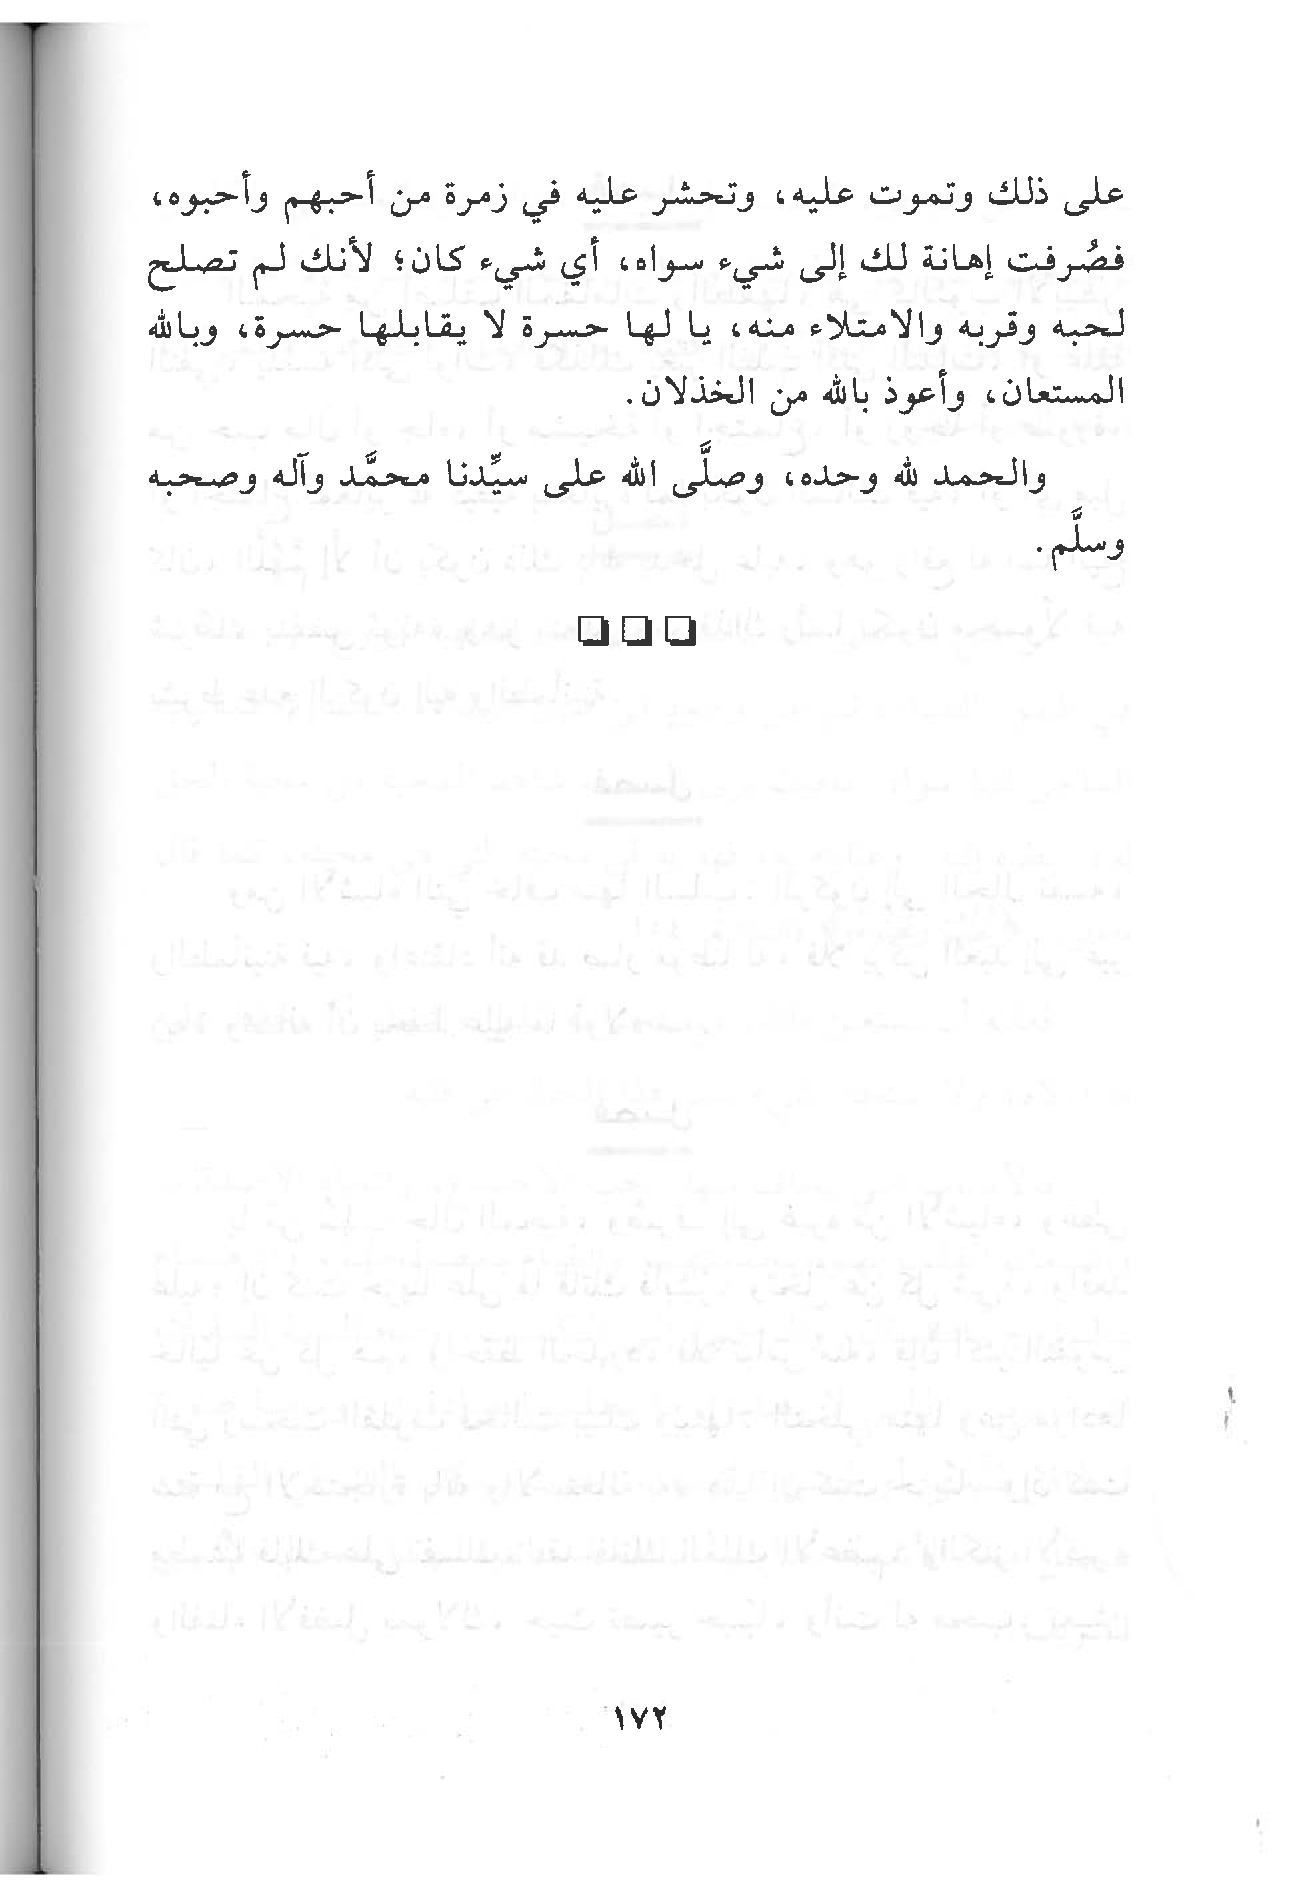 على ذلك وتموت عليه، وتحشر عليه في زمرة من أحبهم وأحبوه،
فصُرفت إهانة لك إلى شيء سواه، أي شيء كان؛ لأنك لم تصلح
لحبه وقربه والامتلاء منه، يا لها حسرة لا يقابلها حسرة، وبالله
المستعان، وأعوذ بالله من الخذلان.
والحمد لله وحده، وصلَّى الله على سيِّدنا محمَّد وآله وصحبه
وسلَّم.
١٧٢